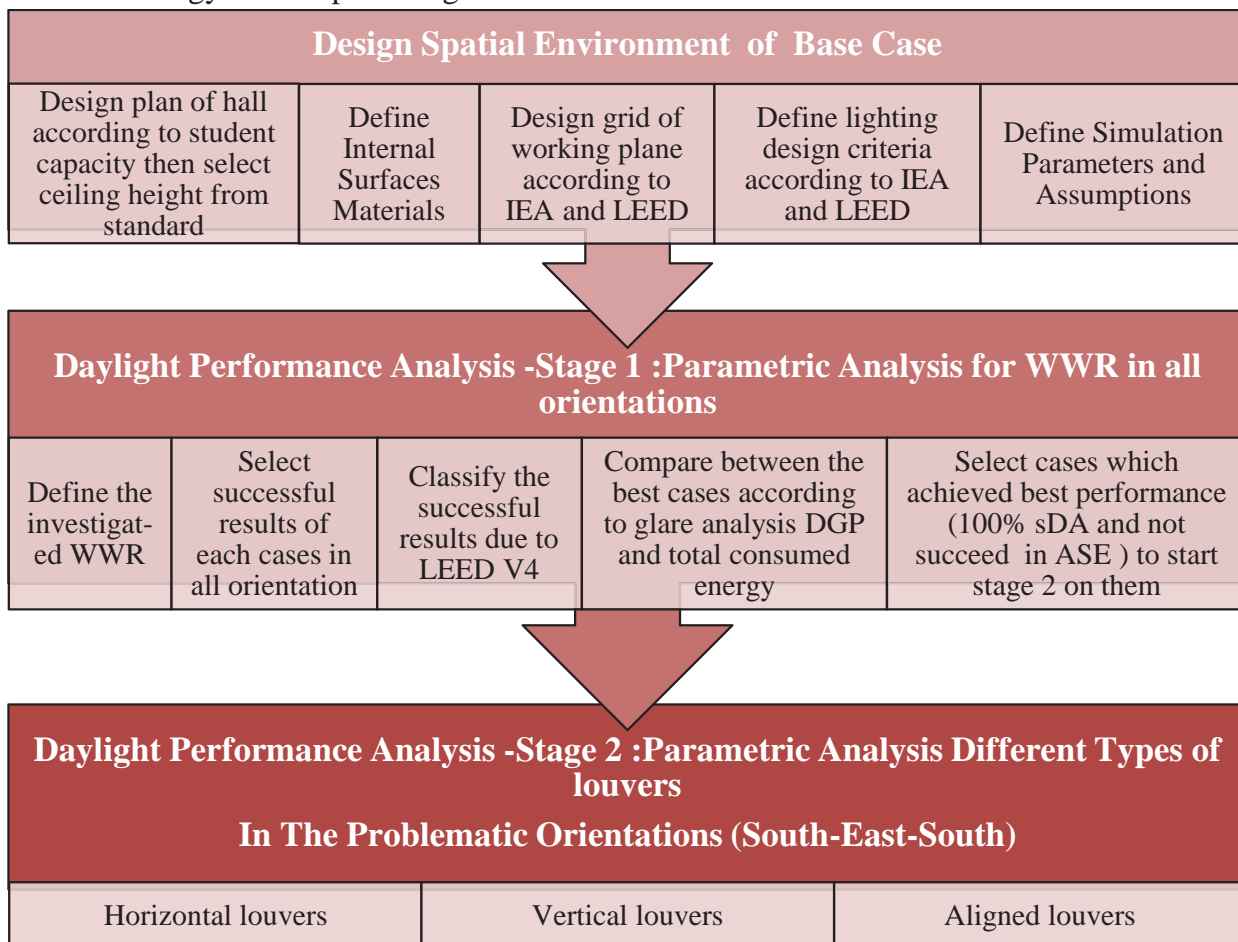 Design Spatial Environment of Base Case
Design plan of hall
according to student
capacity then select
ceiling height from
standard
Define
Internal
Surfaces
Materials
Design grid of
working plane
according to
IEA and LEED
Define lighting
design criteria
according to IEA
and LEED
Define Simulation
Parameters and
Assumptions
Daylight Performance Analysis -Stage 1 :Parametric Analysis for WWR in all
orientations
Define the
investigat-
ed WWR
Select
successful
results of
each cases in
all orientation
Classify the
successful
results due to
LEED V4
Compare between the
best cases according
to glare analysis DGP
and total consumed
energy
Select cases which
achieved best performance
(100% sDA and not
succeed in ASE ) to start
stage 2 on them
Daylight Performance Analysis -Stage 2 :Parametric Analysis Different Types of
louvers
In The Problematic Orientations (South-East-South)
Horizontal louvers
Vertical louvers
Aligned louvers